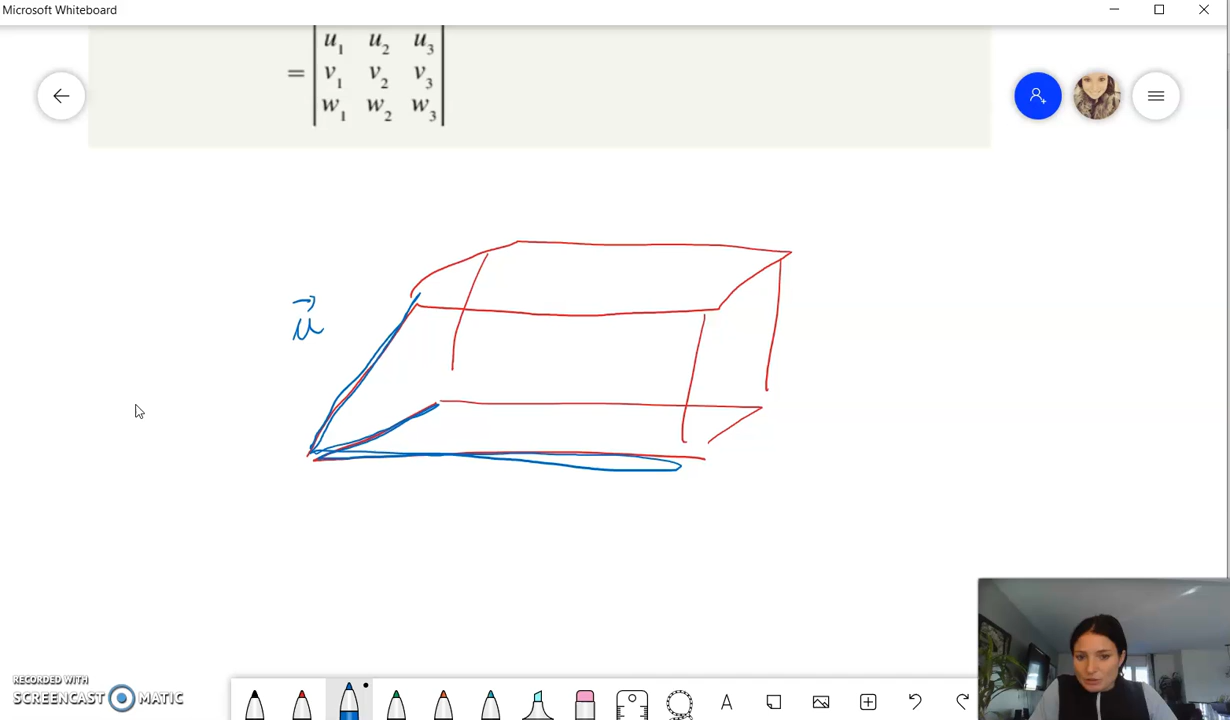 Microsoft Whiteboard
u₁ u₂ u₃
= v₁ v₂ v₃
w₁ w₂ w₃
u⃗
A
RECORDED WITH
SCREENCAST O MATIC